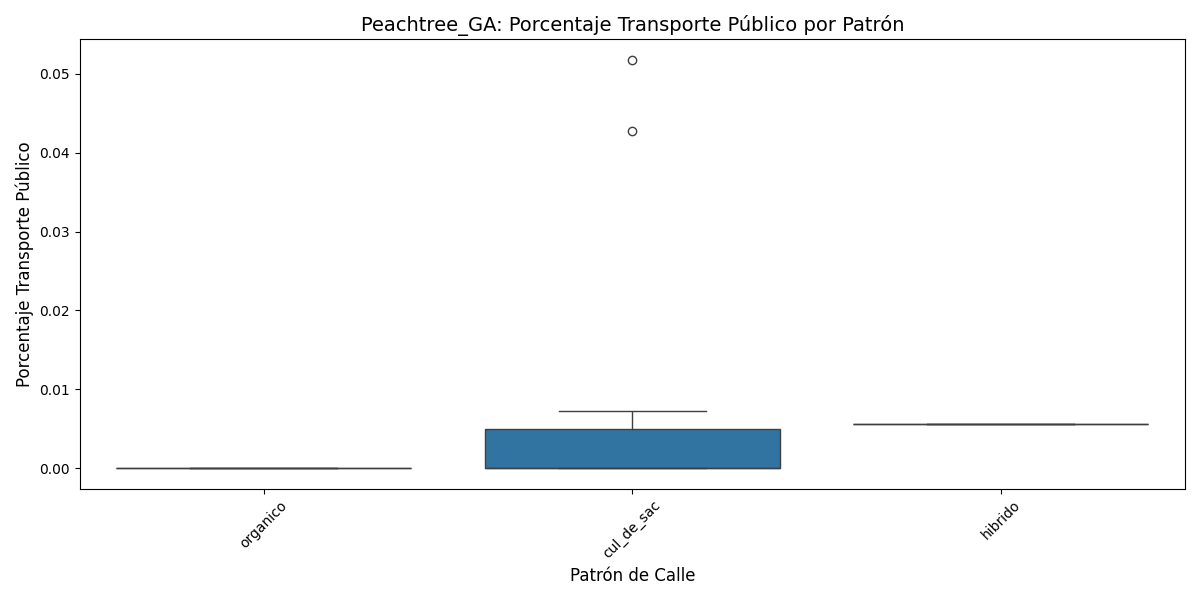 Peachtree_GA: Porcentaje Transporte Público por Patrón
Porcentaje Transporte Público
0.05
0.04
0.03
0.02
0.01
0.00
organico
cul_de_sac
hibrido
Patrón de Calle